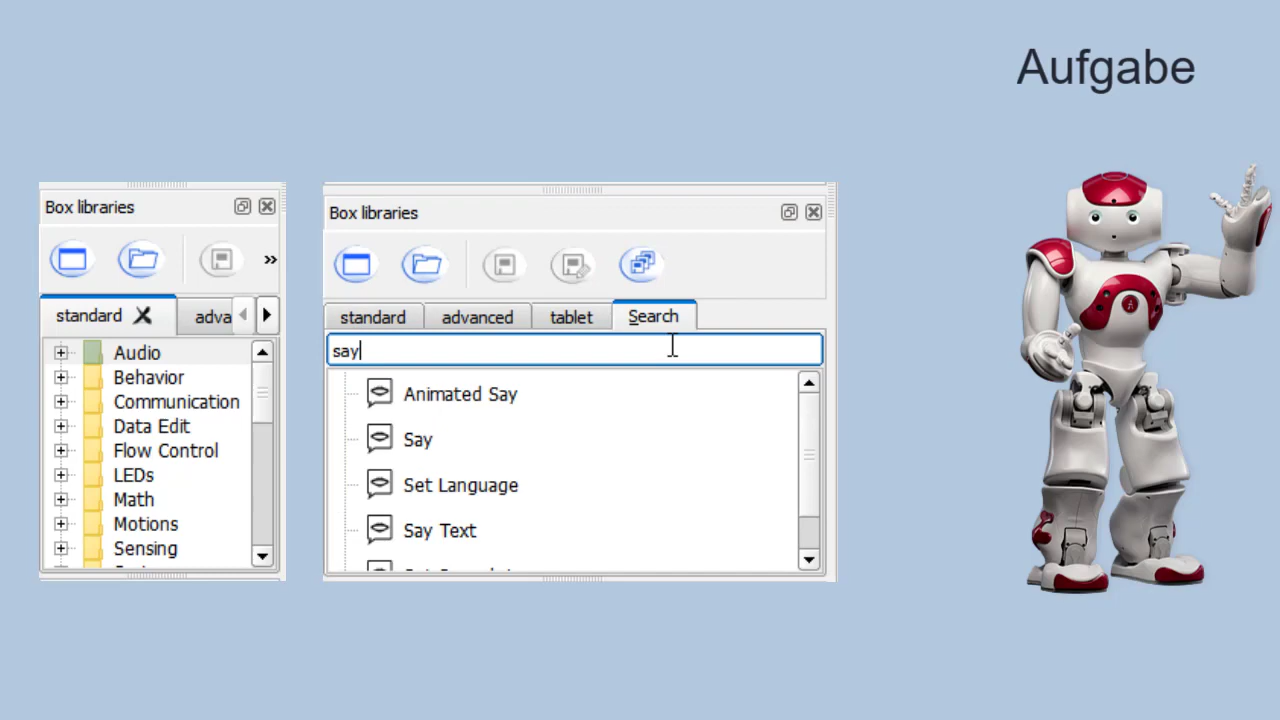 Aufgabe
Box libraries
standard
adva
Audio
Behavior
Communication
Data Edit
Flow Control
LEDs
Math
Motions
Sensing
Box libraries
standard advanced tablet Search
say
Animated Say
Say
Set Language
Say Text